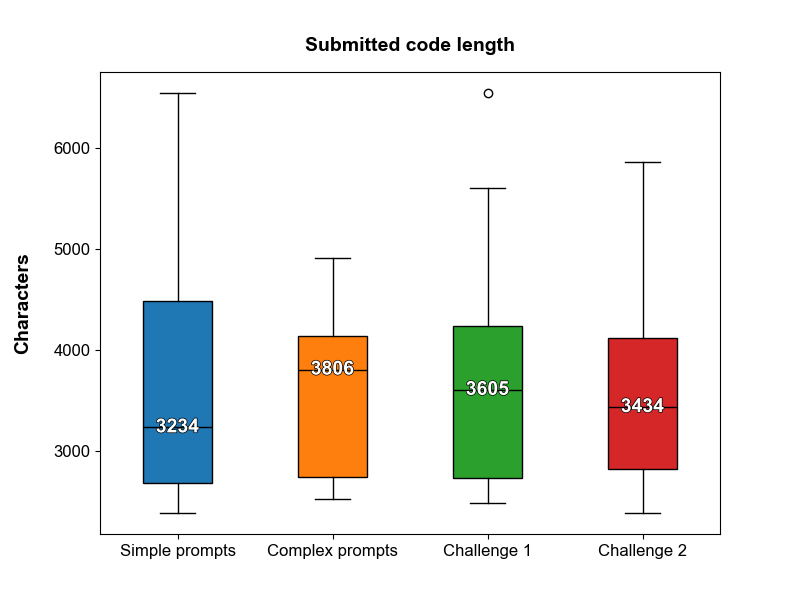 Submitted code length
Characters
6000
5000
4000
3000
3234
3806
3605
3434
Simple prompts
Complex prompts
Challenge 1
Challenge 2